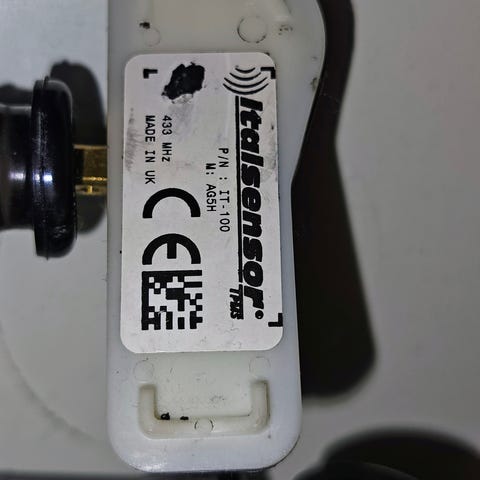 Italsensor®
TPMS
P/N : IT-100
M: AG5H
CE
433 MHz
MADE IN UK